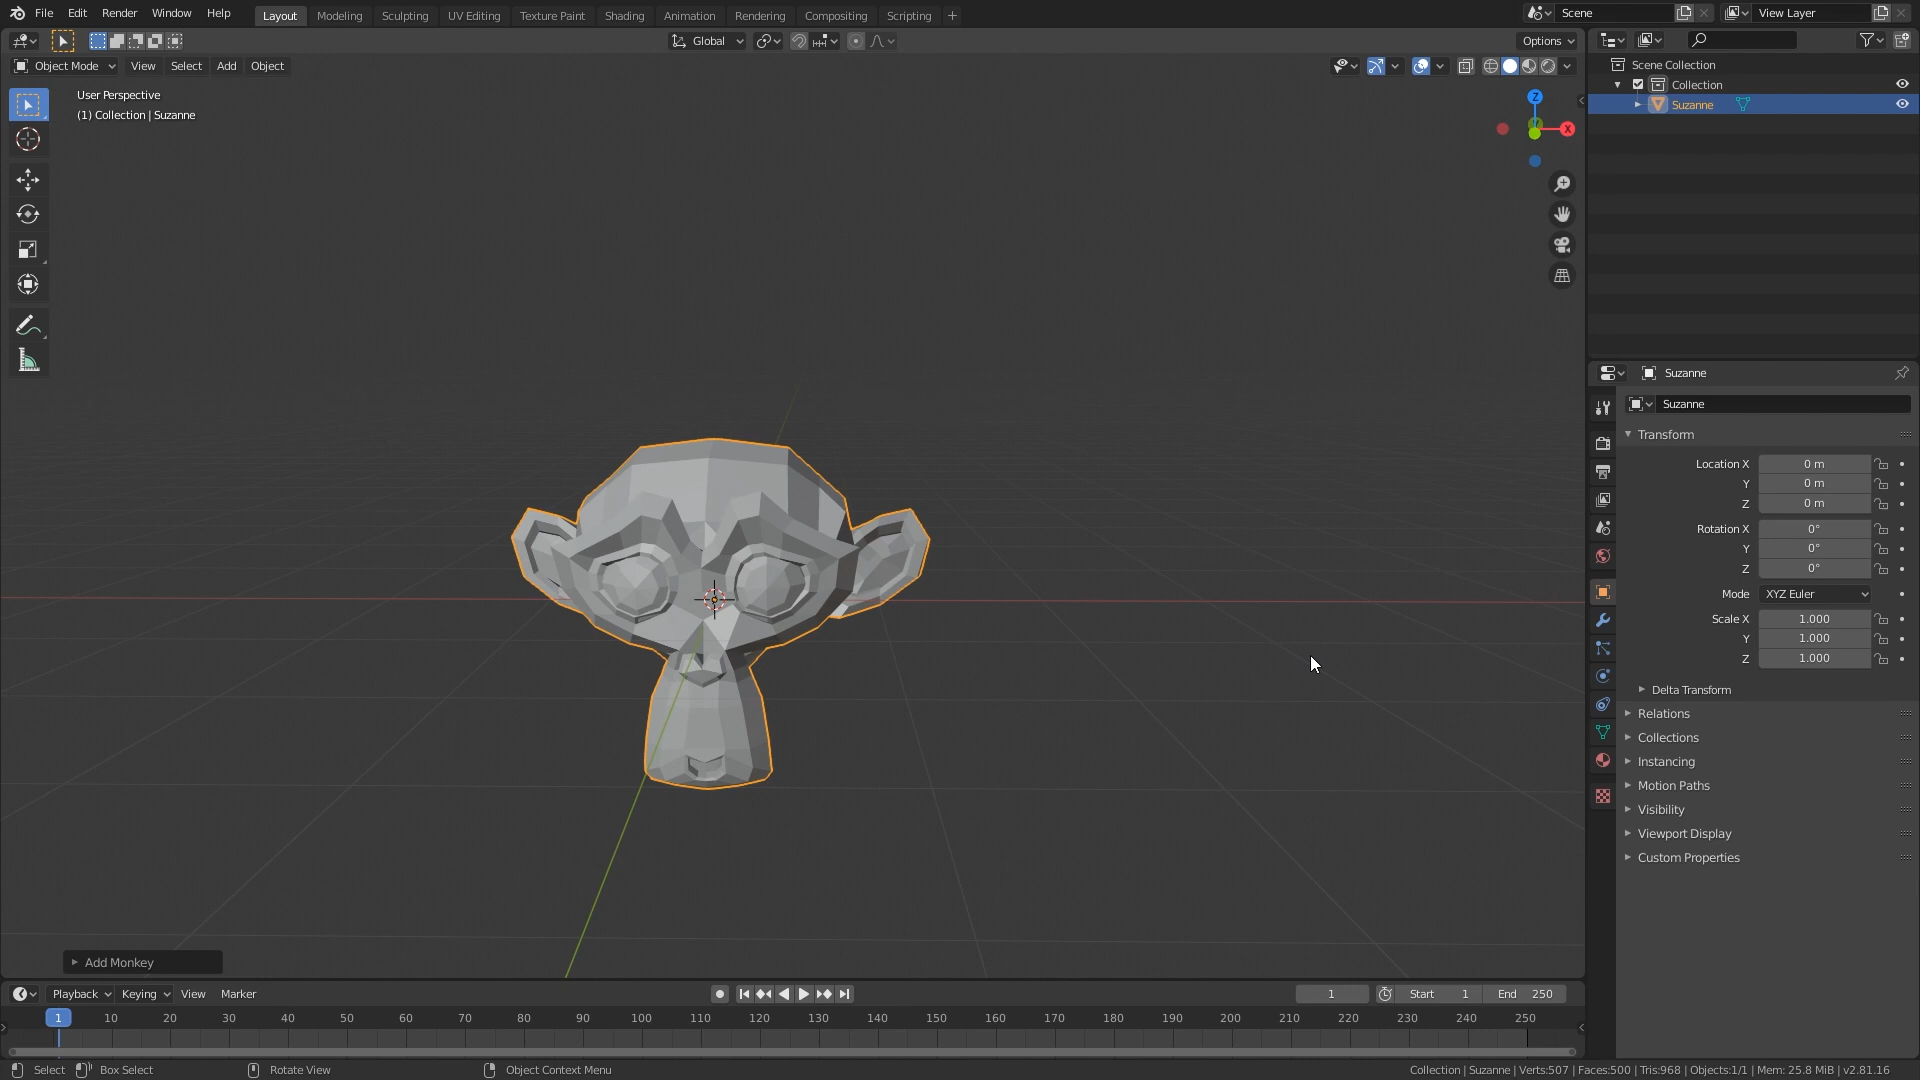 File Edit Render Window Help
Layout Modeling Sculpting UV Editing Texture Paint Shading Animation Rendering Compositing Scripting +
Scene
View Layer
Global
Options
Object Mode View Select Add Object
User Perspective
(1) Collection | Suzanne
Z
X
Scene Collection
Collection
Suzanne
Suzanne
Suzanne
Transform
Location X 0 m
Y 0 m
Z 0 m
Rotation X 0°
Y 0°
Z 0°
Mode XYZ Euler
Scale X 1.000
Y 1.000
Z 1.000
Delta Transform
Relations
Collections
Instancing
Motion Paths
Visibility
Viewport Display
Custom Properties
Add Monkey
Playback Keying View Marker
1
Start 1
End 250
1 10 20 30 40 50 60 70 80 90 100 110 120 130 140 150 160 170 180 190 200 210 220 230 240 250
Select Box Select Rotate View Object Context Menu
Collection | Suzanne | Verts:507 | Faces:500 | Tris:968 | Objects:1/1 | Mem: 25.8 MiB | v2.81.16